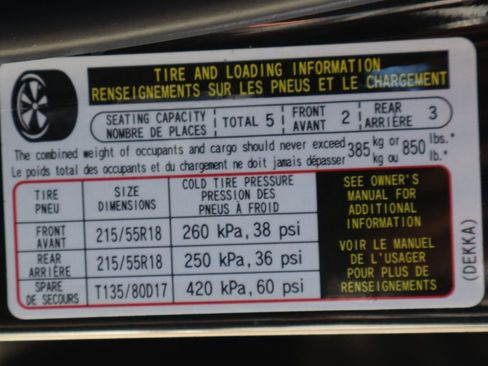 TIRE AND LOADING INFORMATION
RENSEIGNEMENTS SUR LES PNEUS ET LE CHARGEMENT
SEATING CAPACITY
NOMBRE DE PLACES
TOTAL 5
FRONT
AVANT
2
REAR
ARRIÈRE
3
The combined weight of occupants and cargo should never exceed 385 kg or 850 lbs.*
Le poids total des occupants et du chargement ne doit jamais dépasser kg ou lb.*
TIRE
PNEU
SIZE
DIMENSIONS
COLD TIRE PRESSURE
PRESSION DES
PNEUS À FROID
FRONT
AVANT
215/55R18
260 kPa, 38 psi
REAR
ARRIÈRE
215/55R18
250 kPa, 36 psi
SPARE
DE SECOURS
T135/80D17
420 kPa, 60 psi
SEE OWNER'S
MANUAL FOR
ADDITIONAL
INFORMATION
VOIR LE MANUEL
DE L'USAGER
POUR PLUS DE
RENSEIGNEMENTS
(DEKKA)